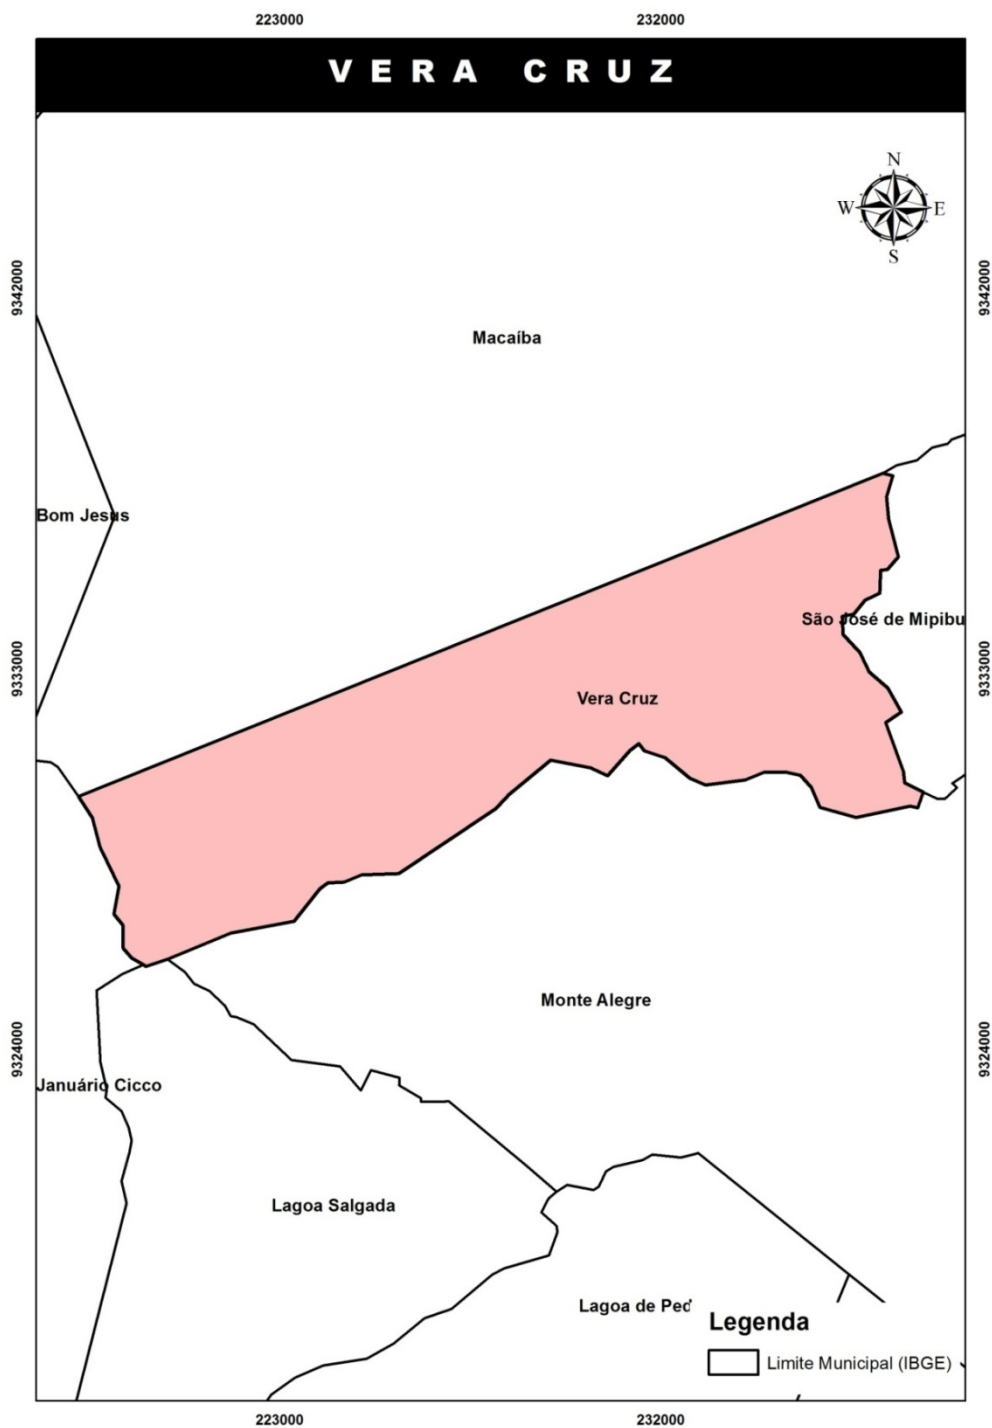 223000 232000
VERA CRUZ
N
W E
S
9342000 9342000
Macaíba
Bom Jesus
São José de Mipibu
9333000 9333000
Vera Cruz
Monte Alegre
9324000 9324000
Januário Cicco
Lagoa Salgada
Lagoa de
Legenda
Limite Municipal (IBGE)
223000 232000